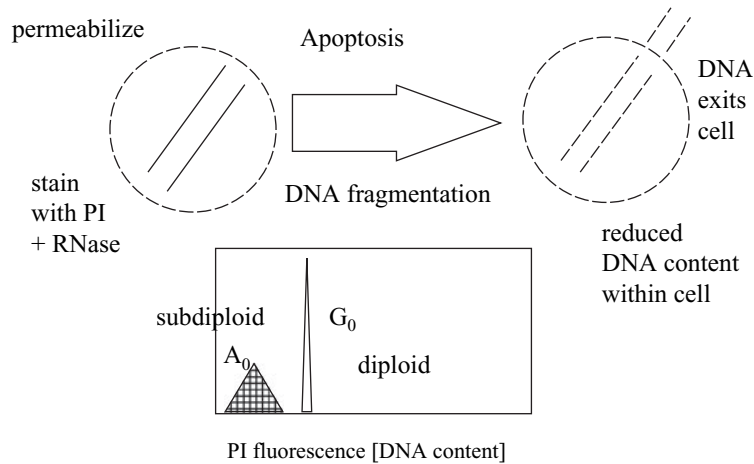 permeabilize
Apoptosis
DNA
exits
cell
stain
with PI
+ RNase
DNA fragmentation
reduced
DNA content
within cell
subdiploid
G₀
A₀
diploid
PI fluorescence [DNA content]